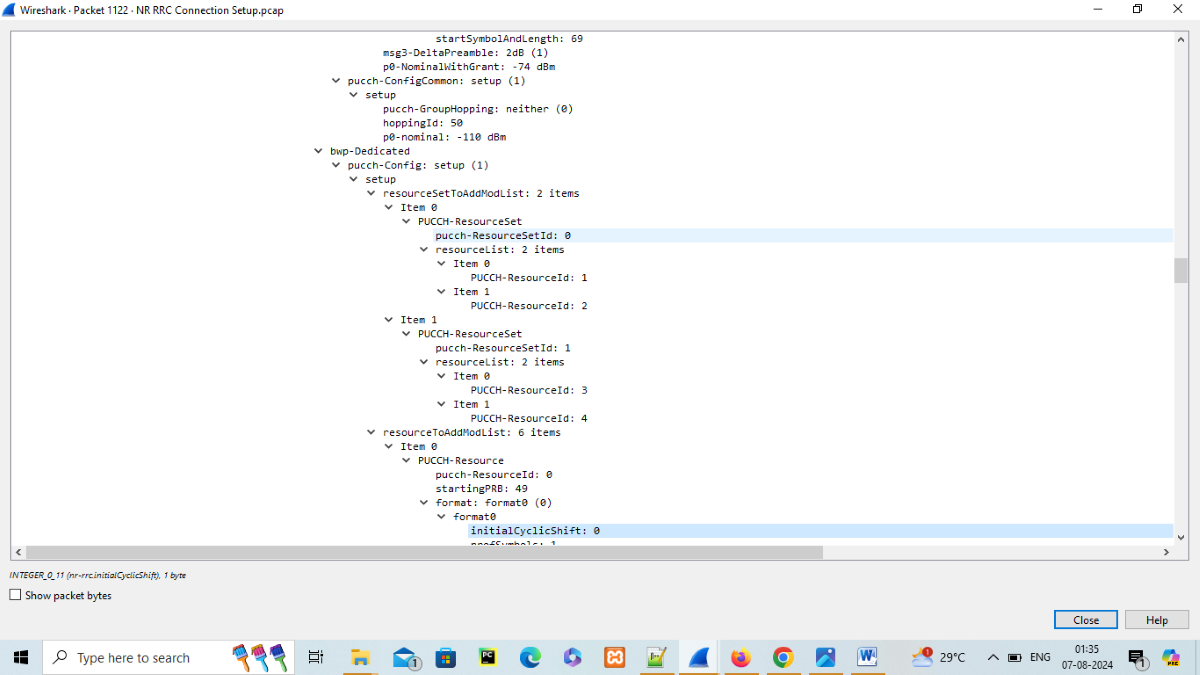 Wireshark · Packet 1122 · NR RRC Connection Setup.pcap
startSymbolAndLength: 69
msg3-DeltaPreamble: 2dB (1)
p0-NominalWithGrant: -74 dBm
pucch-ConfigCommon: setup (1)
setup
pucch-GroupHopping: neither (0)
hoppingId: 50
p0-nominal: -110 dBm
bwp-Dedicated
pucch-Config: setup (1)
setup
resourceSetToAddModList: 2 items
Item 0
PUCCH-ResourceSet
pucch-ResourceSetId: 0
resourceList: 2 items
Item 0
PUCCH-ResourceId: 1
Item 1
PUCCH-ResourceId: 2
Item 1
PUCCH-ResourceSet
pucch-ResourceSetId: 1
resourceList: 2 items
Item 0
PUCCH-ResourceId: 3
Item 1
PUCCH-ResourceId: 4
resourceToAddModList: 6 items
Item 0
PUCCH-Resource
pucch-ResourceId: 0
startingPRB: 49
format: format0 (0)
format0
initialCyclicShift: 0
INTEGER_0_11 (nr-rrc.initialCyclicShift), 1 byte
Show packet bytes
Close Help
Type here to search
29°C ENG 01:35
07-08-2024